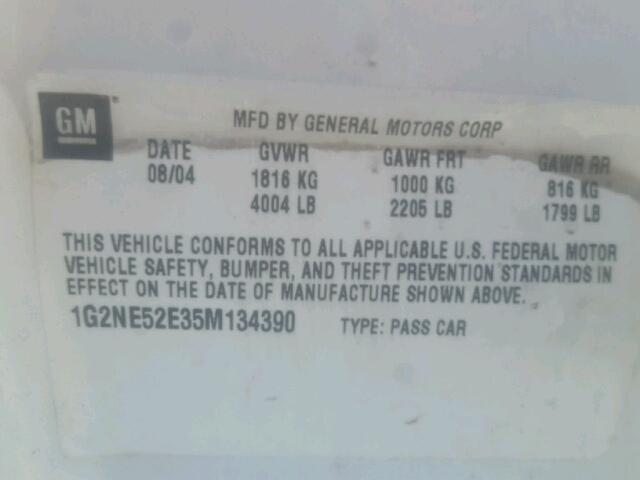 GM
MFD BY GENERAL MOTORS CORP
DATE GVWR GAWR FRT GAWR RR
08/04 1816 KG 1000 KG 816 KG
4004 LB 2205 LB 1799 LB
THIS VEHICLE CONFORMS TO ALL APPLICABLE U.S. FEDERAL MOTOR
VEHICLE SAFETY, BUMPER, AND THEFT PREVENTION STANDARDS IN
EFFECT ON THE DATE OF MANUFACTURE SHOWN ABOVE.
1G2NE52E35M134390 TYPE: PASS CAR